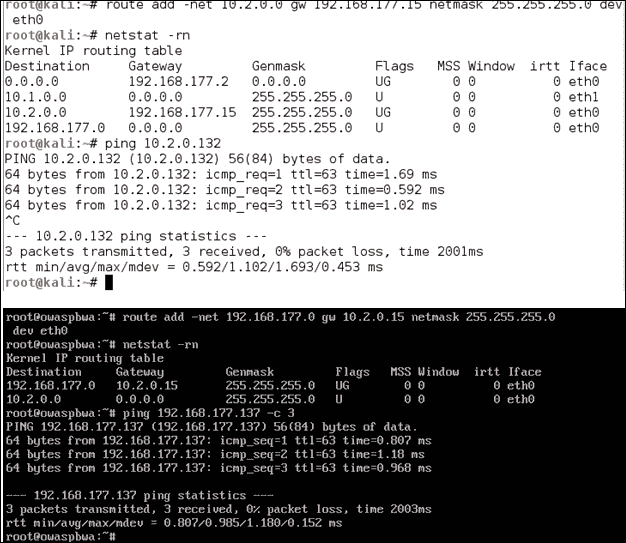 root@kali:~# route add -net 10.2.0.0 gw 192.168.177.15 netmask 255.255.255.0 dev
 eth0
root@kali:~# netstat -rn
Kernel IP routing table
Destination     Gateway         Genmask         Flags   MSS Window  irtt Iface
0.0.0.0         192.168.177.2   0.0.0.0         UG        0 0          0 eth0
10.1.0.0        0.0.0.0         255.255.255.0   U         0 0          0 eth1
10.2.0.0        192.168.177.15  255.255.255.0   UG        0 0          0 eth0
192.168.177.0   0.0.0.0         255.255.255.0   U         0 0          0 eth0
root@kali:~# ping 10.2.0.132
PING 10.2.0.132 (10.2.0.132) 56(84) bytes of data.
64 bytes from 10.2.0.132: icmp_req=1 ttl=63 time=1.69 ms
64 bytes from 10.2.0.132: icmp_req=2 ttl=63 time=0.592 ms
64 bytes from 10.2.0.132: icmp_req=3 ttl=63 time=1.02 ms
^C
--- 10.2.0.132 ping statistics ---
3 packets transmitted, 3 received, 0% packet loss, time 2001ms
rtt min/avg/max/mdev = 0.592/1.102/1.693/0.453 ms
root@kali:~#
root@owaspbwa:~# route add -net 192.168.177.0 gw 10.2.0.15 netmask 255.255.255.0
 dev eth0
root@owaspbwa:~# netstat -rn
Kernel IP routing table
Destination     Gateway         Genmask         Flags   MSS Window  irtt Iface
192.168.177.0   10.2.0.15       255.255.255.0   UG        0 0          0 eth0
10.2.0.0        0.0.0.0         255.255.255.0   U         0 0          0 eth0
root@owaspbwa:~# ping 192.168.177.137 -c 3
PING 192.168.177.137 (192.168.177.137) 56(84) bytes of data.
64 bytes from 192.168.177.137: icmp_seq=1 ttl=63 time=0.807 ms
64 bytes from 192.168.177.137: icmp_seq=2 ttl=63 time=1.18 ms
64 bytes from 192.168.177.137: icmp_seq=3 ttl=63 time=0.968 ms
--- 192.168.177.137 ping statistics ---
3 packets transmitted, 3 received, 0% packet loss, time 2003ms
rtt min/avg/max/mdev = 0.807/0.985/1.180/0.152 ms
root@owaspbwa:~#